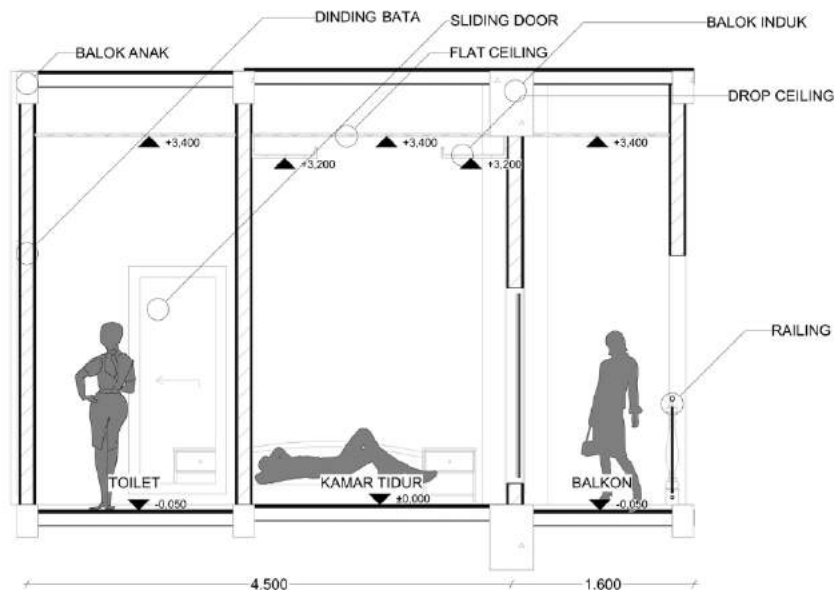 DINDING BATA
SLIDING DOOR
BALOK INDUK
BALOK ANAK
FLAT CEILING
DROP CEILING
+3,400
+3,400
+3,400
+3,200
+3,200
RAILING
TOILET
KAMAR TIDUR
BALKON
-0,050
±0,000
-0,050
4.500
1.600